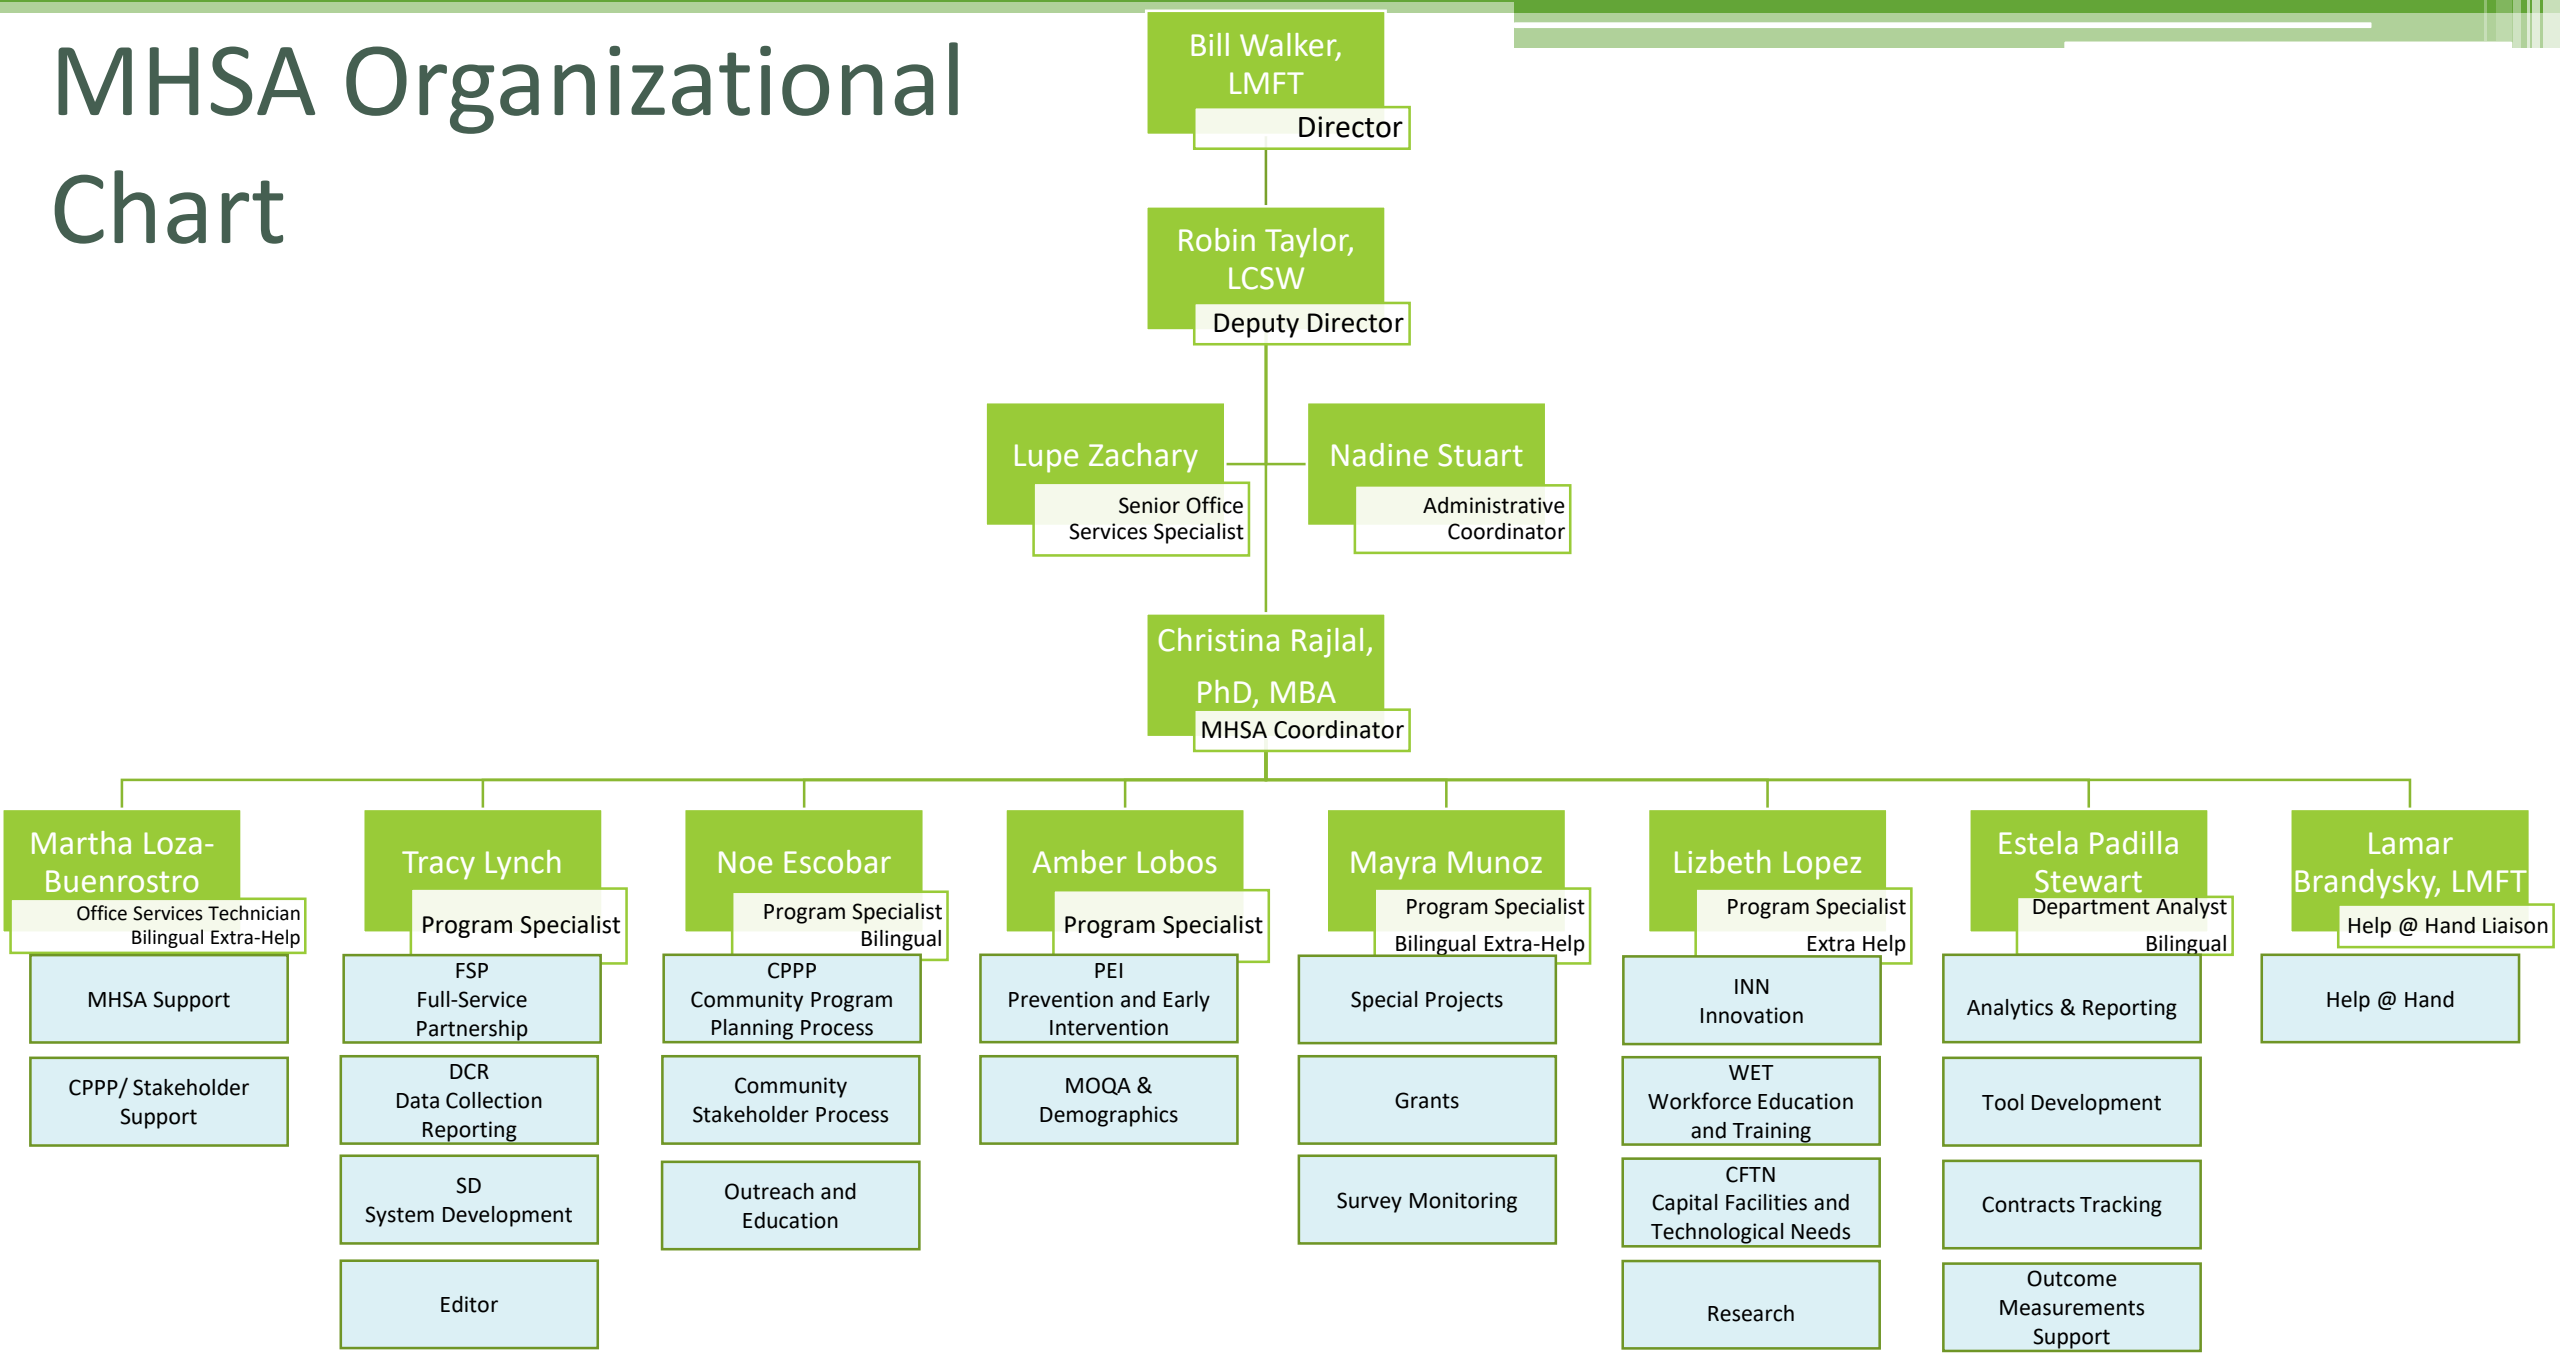 MHSA Organizational
Chart
Bill Walker,
LMFT
Director
Robin Taylor,
LCSW
Deputy Director
Lupe Zachary
Senior Office
Services Specialist
Nadine Stuart
Administrative
Coordinator
Christina Rajlal,
PhD, MBA
MHSA Coordinator
Martha Loza-
Buenrostro
Office Services Technician
Bilingual Extra-Help
MHSA Support
CPPP/ Stakeholder
Support
Tracy Lynch
Program Specialist
FSP
Full-Service
Partnership
DCR
Data Collection
Reporting
SD
System Development
Editor
Noe Escobar
Program Specialist
Bilingual
CPPP
Community Program
Planning Process
Community
Stakeholder Process
Outreach and
Education
Amber Lobos
Program Specialist
PEI
Prevention and Early
Intervention
MOQA &
Demographics
Mayra Munoz
Program Specialist
Bilingual Extra-Help
Special Projects
Grants
Survey Monitoring
Lizbeth Lopez
Program Specialist
Extra Help
INN
Innovation
WET
Workforce Education
and Training
CFTN
Capital Facilities and
Technological Needs
Research
Estela Padilla
Stewart
Department Analyst
Bilingual
Analytics & Reporting
Tool Development
Contracts Tracking
Outcome
Measurements
Support
Lamar
Brandysky, LMFT
Help @ Hand Liaison
Help @ Hand